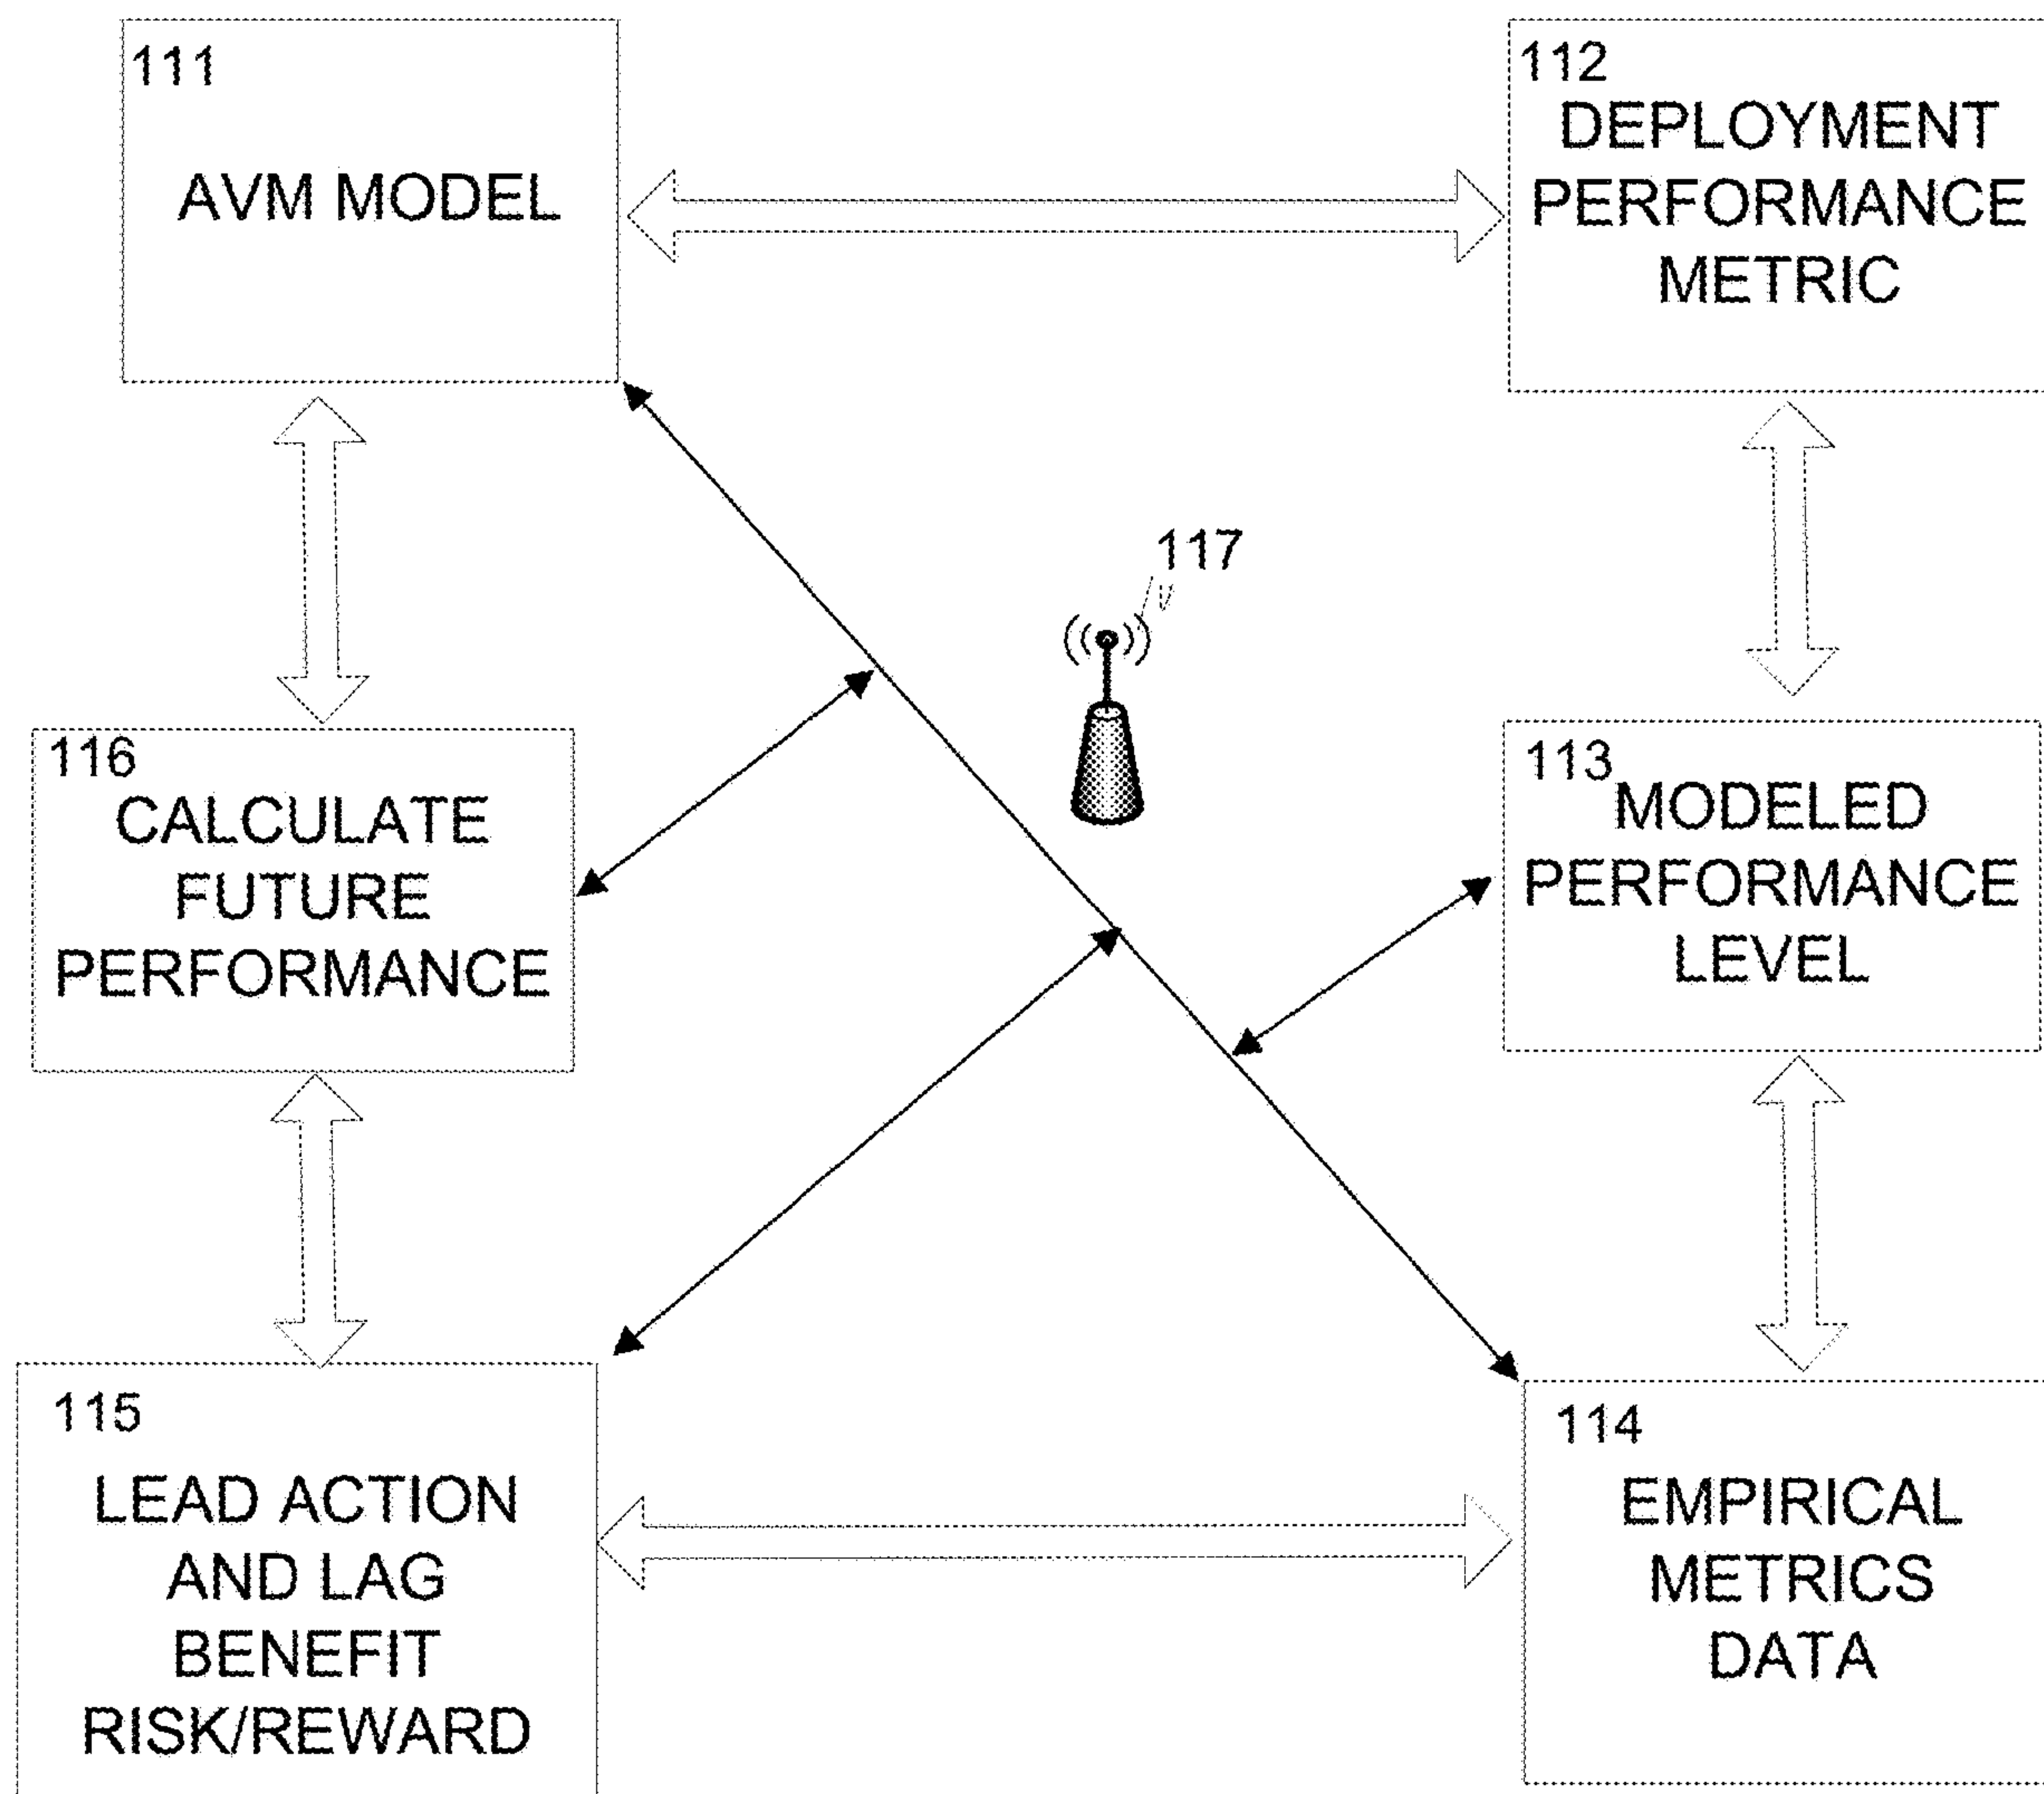 111
AVM MODEL
112
DEPLOYMENT
PERFORMANCE
METRIC
117
116
CALCULATE
FUTURE
PERFORMANCE
113
MODELED
PERFORMANCE
LEVEL
115
LEAD ACTION
AND LAG
BENEFIT
RISK/REWARD
114
EMPIRICAL
METRICS
DATA